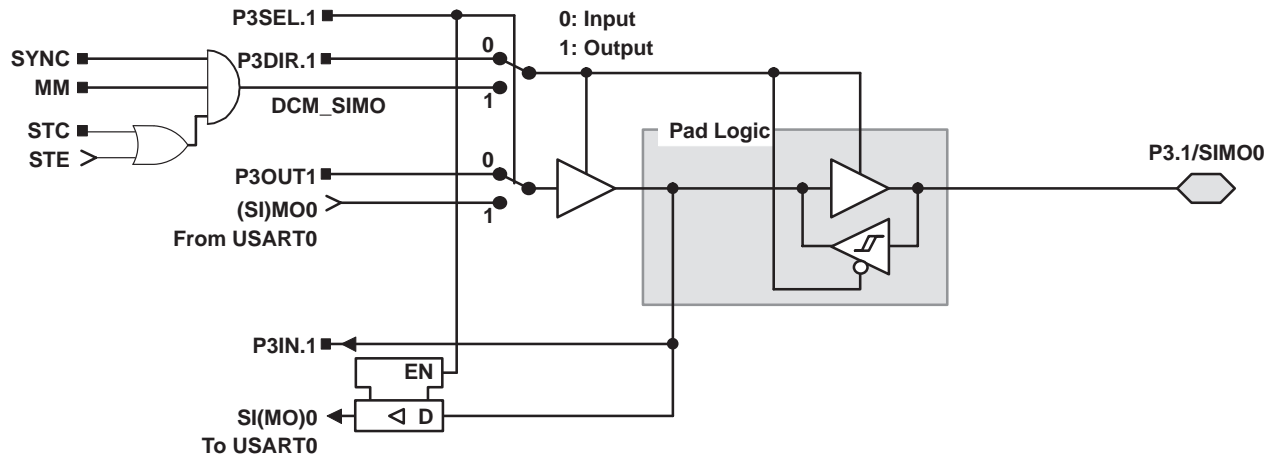 P3SEL.1
0: Input
1: Output
SYNC
P3DIR.1
0
MM
1
DCM_SIMO
STC
STE
Pad Logic
P3.1/SIMO0
P3OUT1
0
(SI)MO0
1
From USART0
P3IN.1
EN
SI(MO)0
D
To USART0